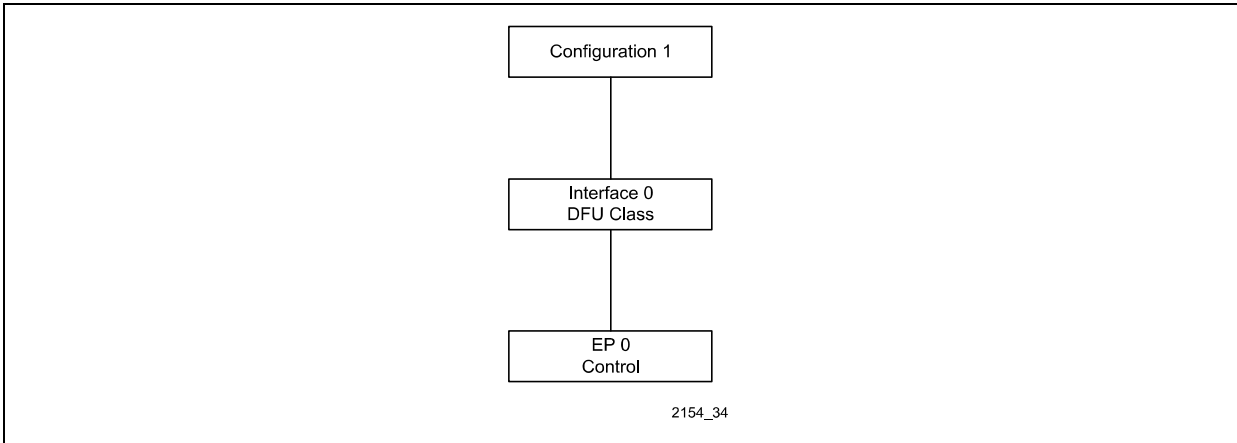 Configuration 1
Interface 0
DFU Class
EP 0
Control
2154_34